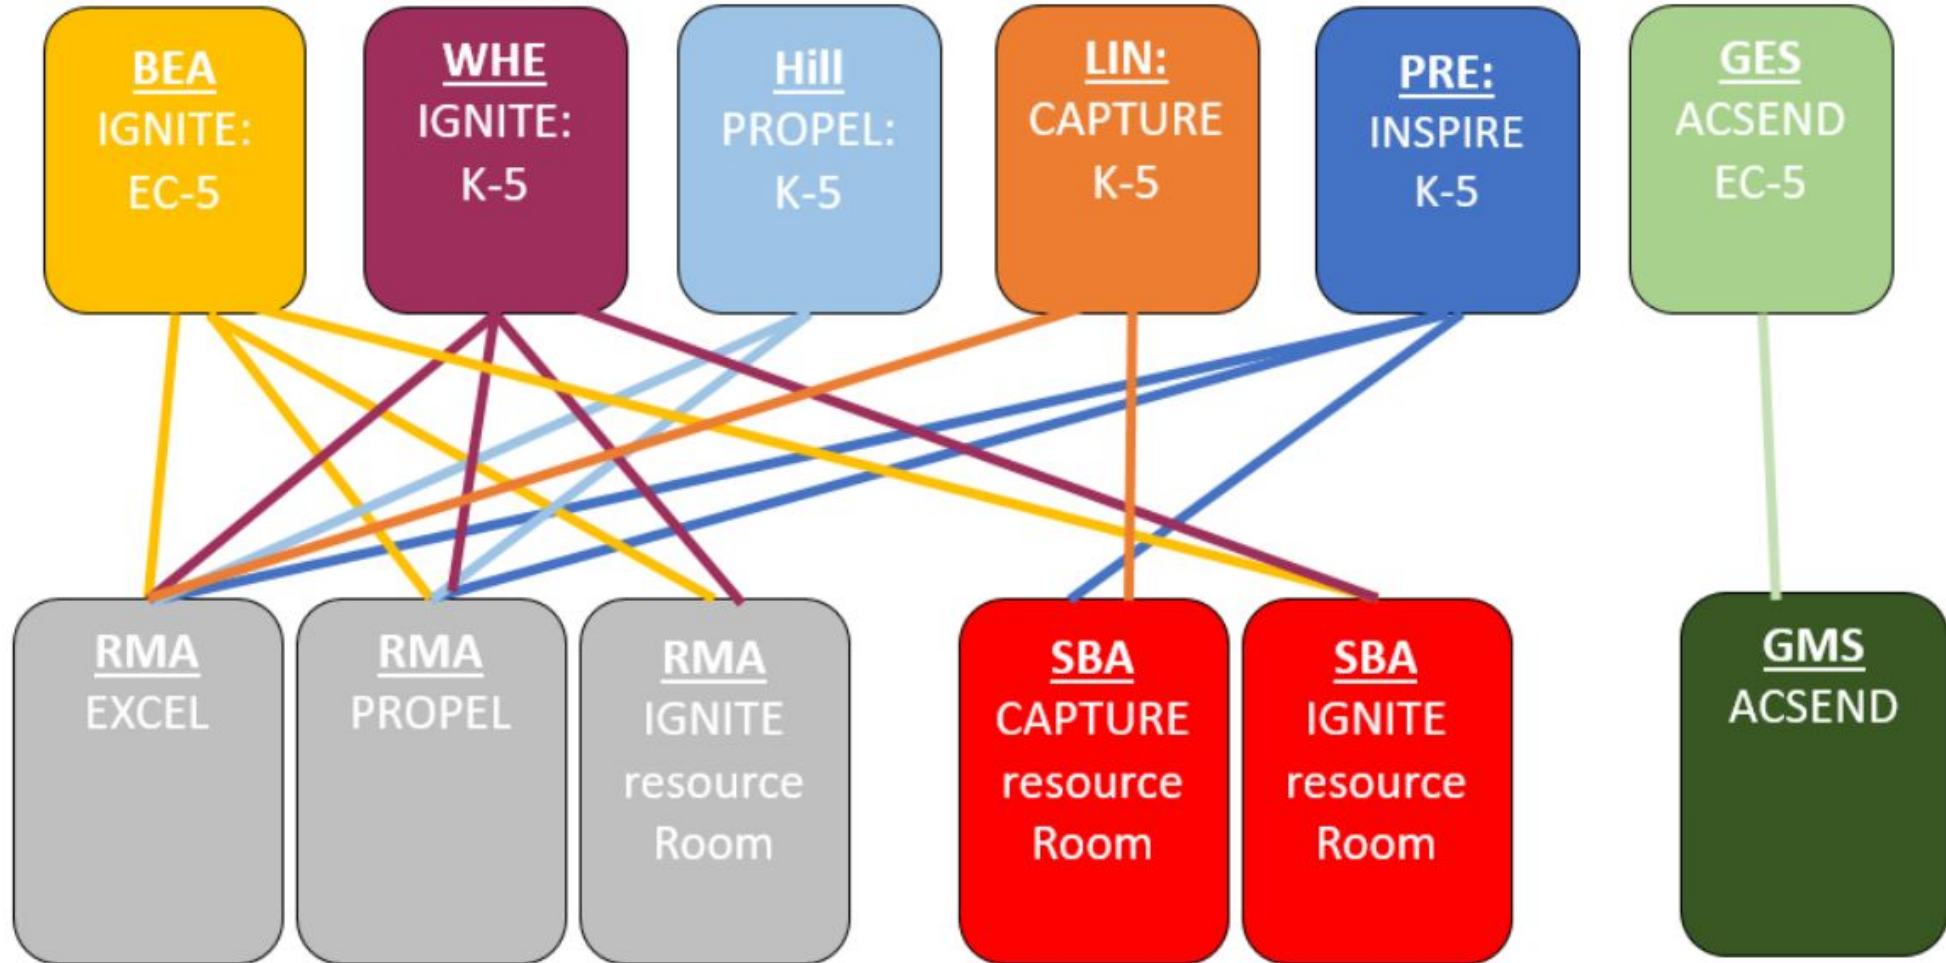 BEA
IGNITE:
EC-5
WHE
IGNITE:
K-5
Hill
PROPEL:
K-5
LIN:
CAPTURE
K-5
PRE:
INSPIRE
K-5
GES
ACSEND
EC-5
RMA
EXCEL
RMA
PROPEL
RMA
IGNITE
resource
Room
SBA
CAPTURE
resource
Room
SBA
IGNITE
resource
Room
GMS
ACSEND